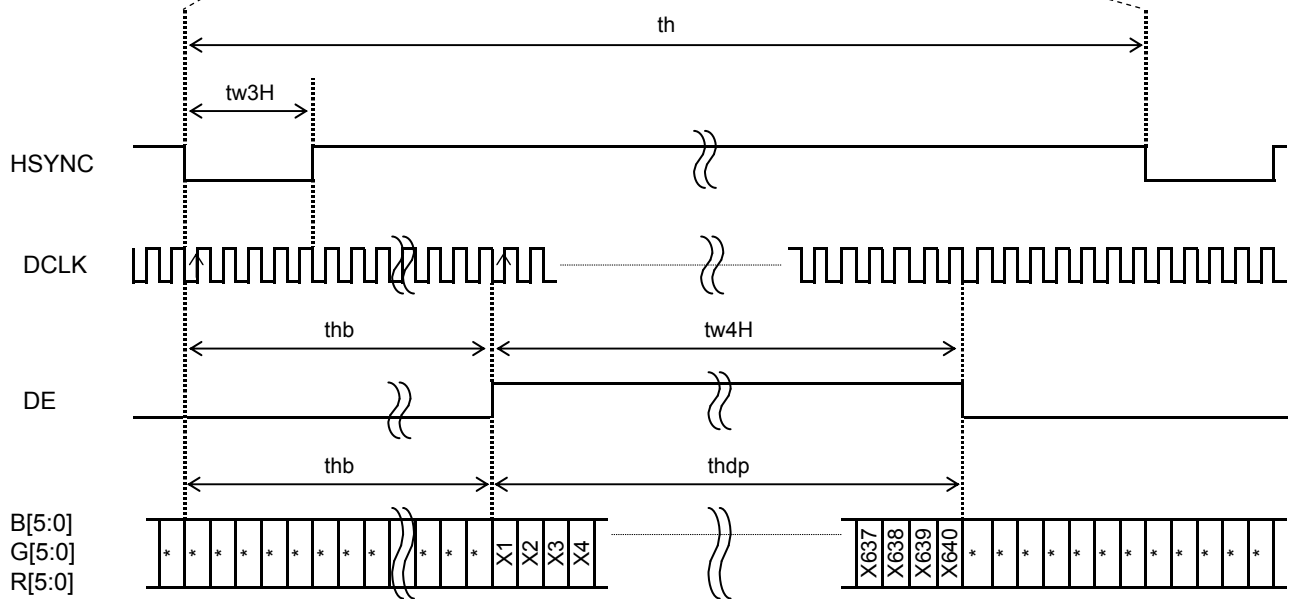 th
tw3H
HSYNC
DCLK
thb tw4H
DE
thb thdp
B[5:0]
G[5:0]
R[5:0]
* * * * * * * * * * * * X1 X2 X3 X4 X637 X638 X639 X640 * * * * * * * * * * * *